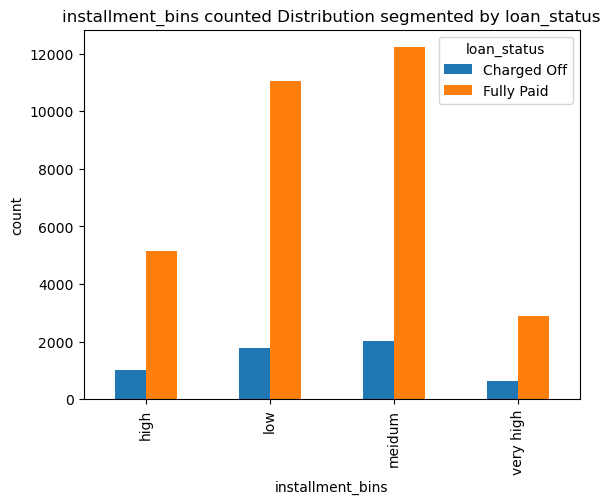 installment_bins counted Distribution segmented by loan_status
loan_status
Charged Off
Fully Paid
12000
10000
8000
6000
4000
2000
0
count
high
low
meidum
very high
installment_bins